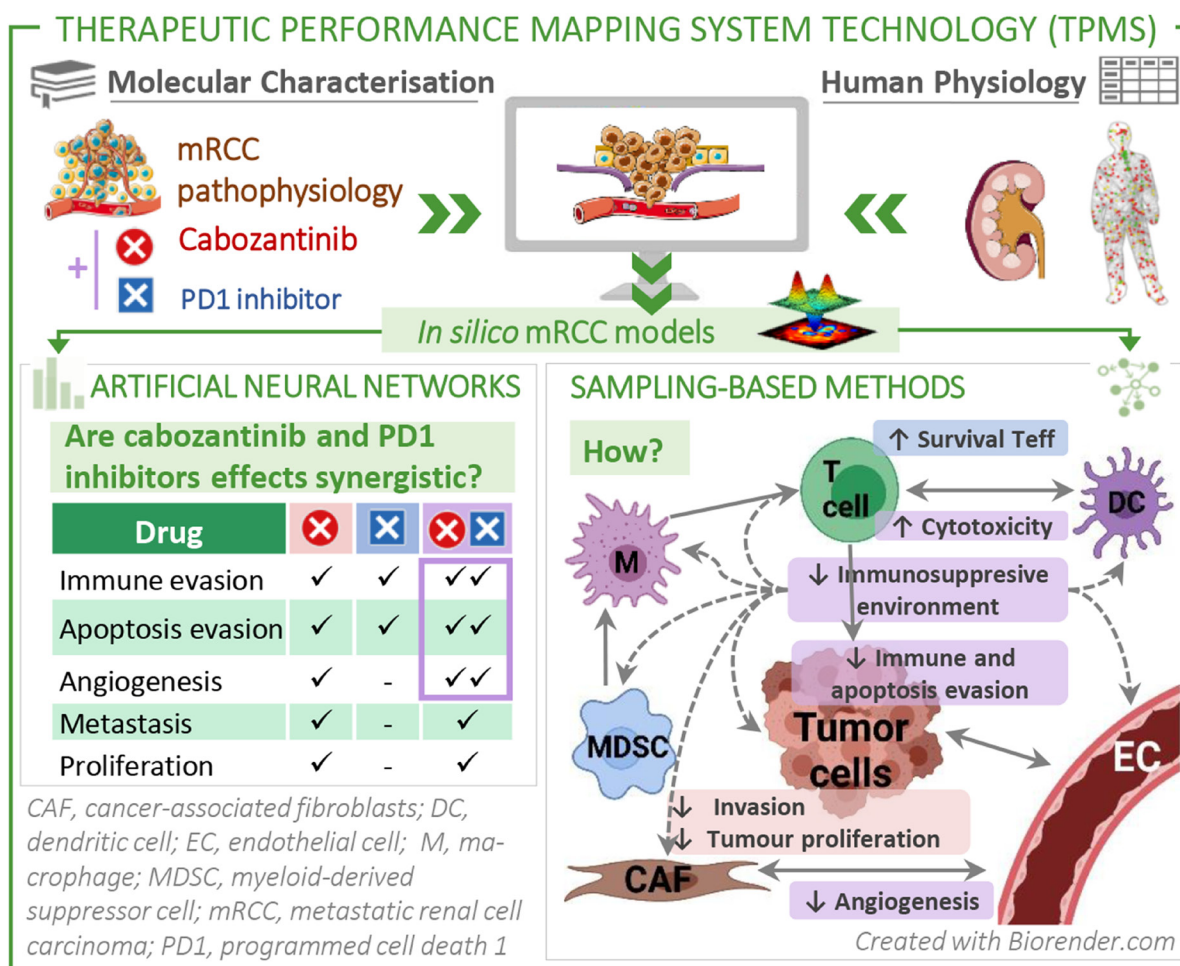 THERAPEUTIC PERFORMANCE MAPPING SYSTEM TECHNOLOGY (TPMS)
Molecular Characterisation
Human Physiology
mRCC
pathophysiology
+
Cabozantinib
PD1 inhibitor
In silico mRCC models
ARTIFICIAL NEURAL NETWORKS
Are cabozantinib and PD1
inhibitors effects synergistic?
Drug
Immune evasion ✓ ✓ ✓✓
Apoptosis evasion ✓ ✓ ✓✓
Angiogenesis ✓ - ✓✓
Metastasis ✓ - ✓
Proliferation ✓ - ✓
CAF, cancer-associated fibroblasts; DC,
dendritic cell; EC, endothelial cell; M, ma-
crophage; MDSC, myeloid-derived
suppressor cell; mRCC, metastatic renal cell
carcinoma; PD1, programmed cell death 1
SAMPLING-BASED METHODS
How?
↑ Survival Teff
T
cell
DC
↑ Cytotoxicity
M
↓ Immunosuppresive
environment
↓ Immune and
apoptosis evasion
MDSC
Tumor
cells
EC
↓ Invasion
↓ Tumour proliferation
CAF
↓ Angiogenesis
Created with Biorender.com